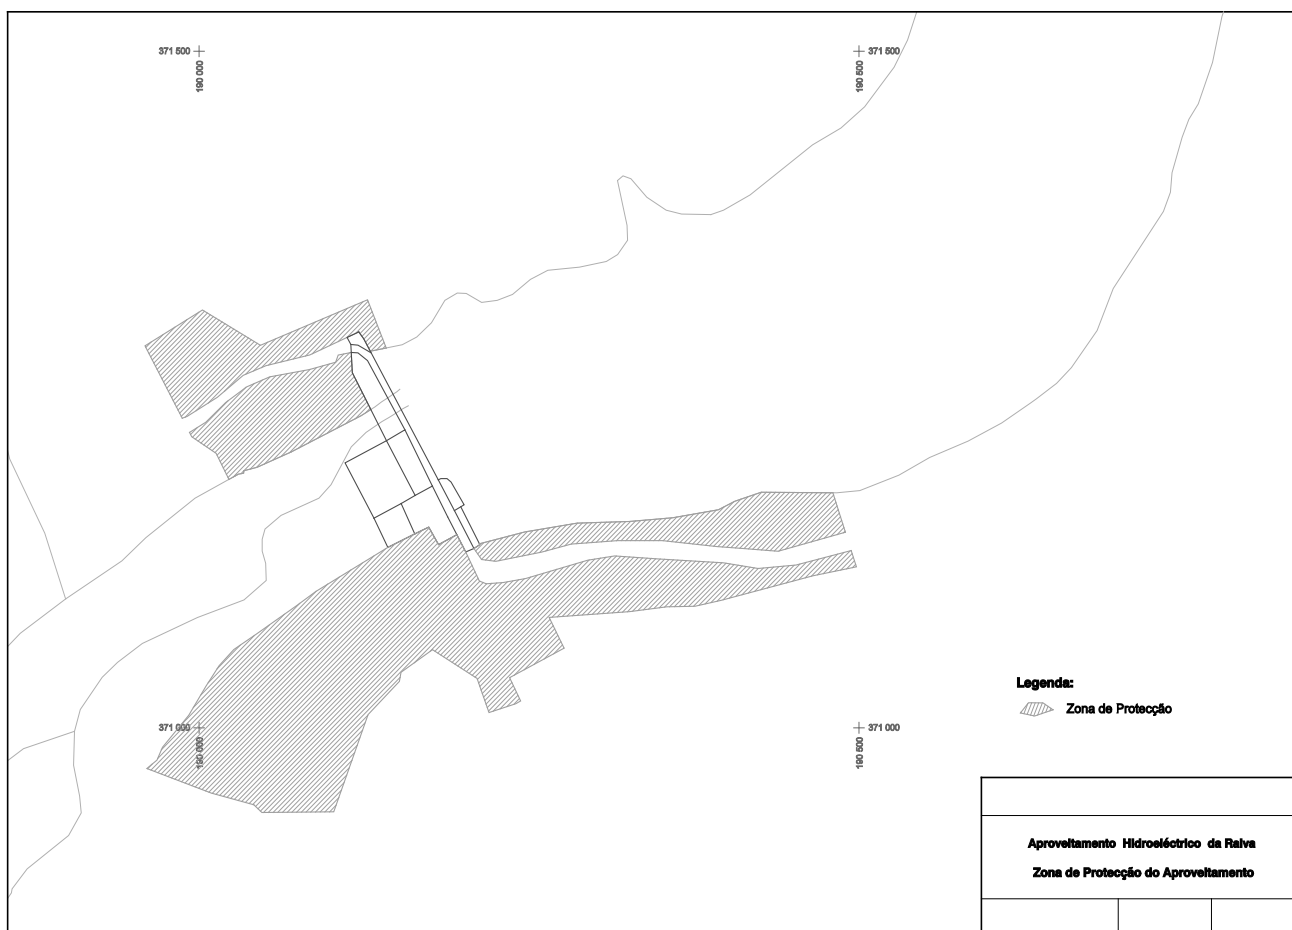 371 500
371 500
190 000
190 500
Legenda:
Zona de Protecção
371 000
371 000
190 000
190 500
Aproveitamento Hidroeléctrico da Raiva
Zona de Protecção do Aproveitamento